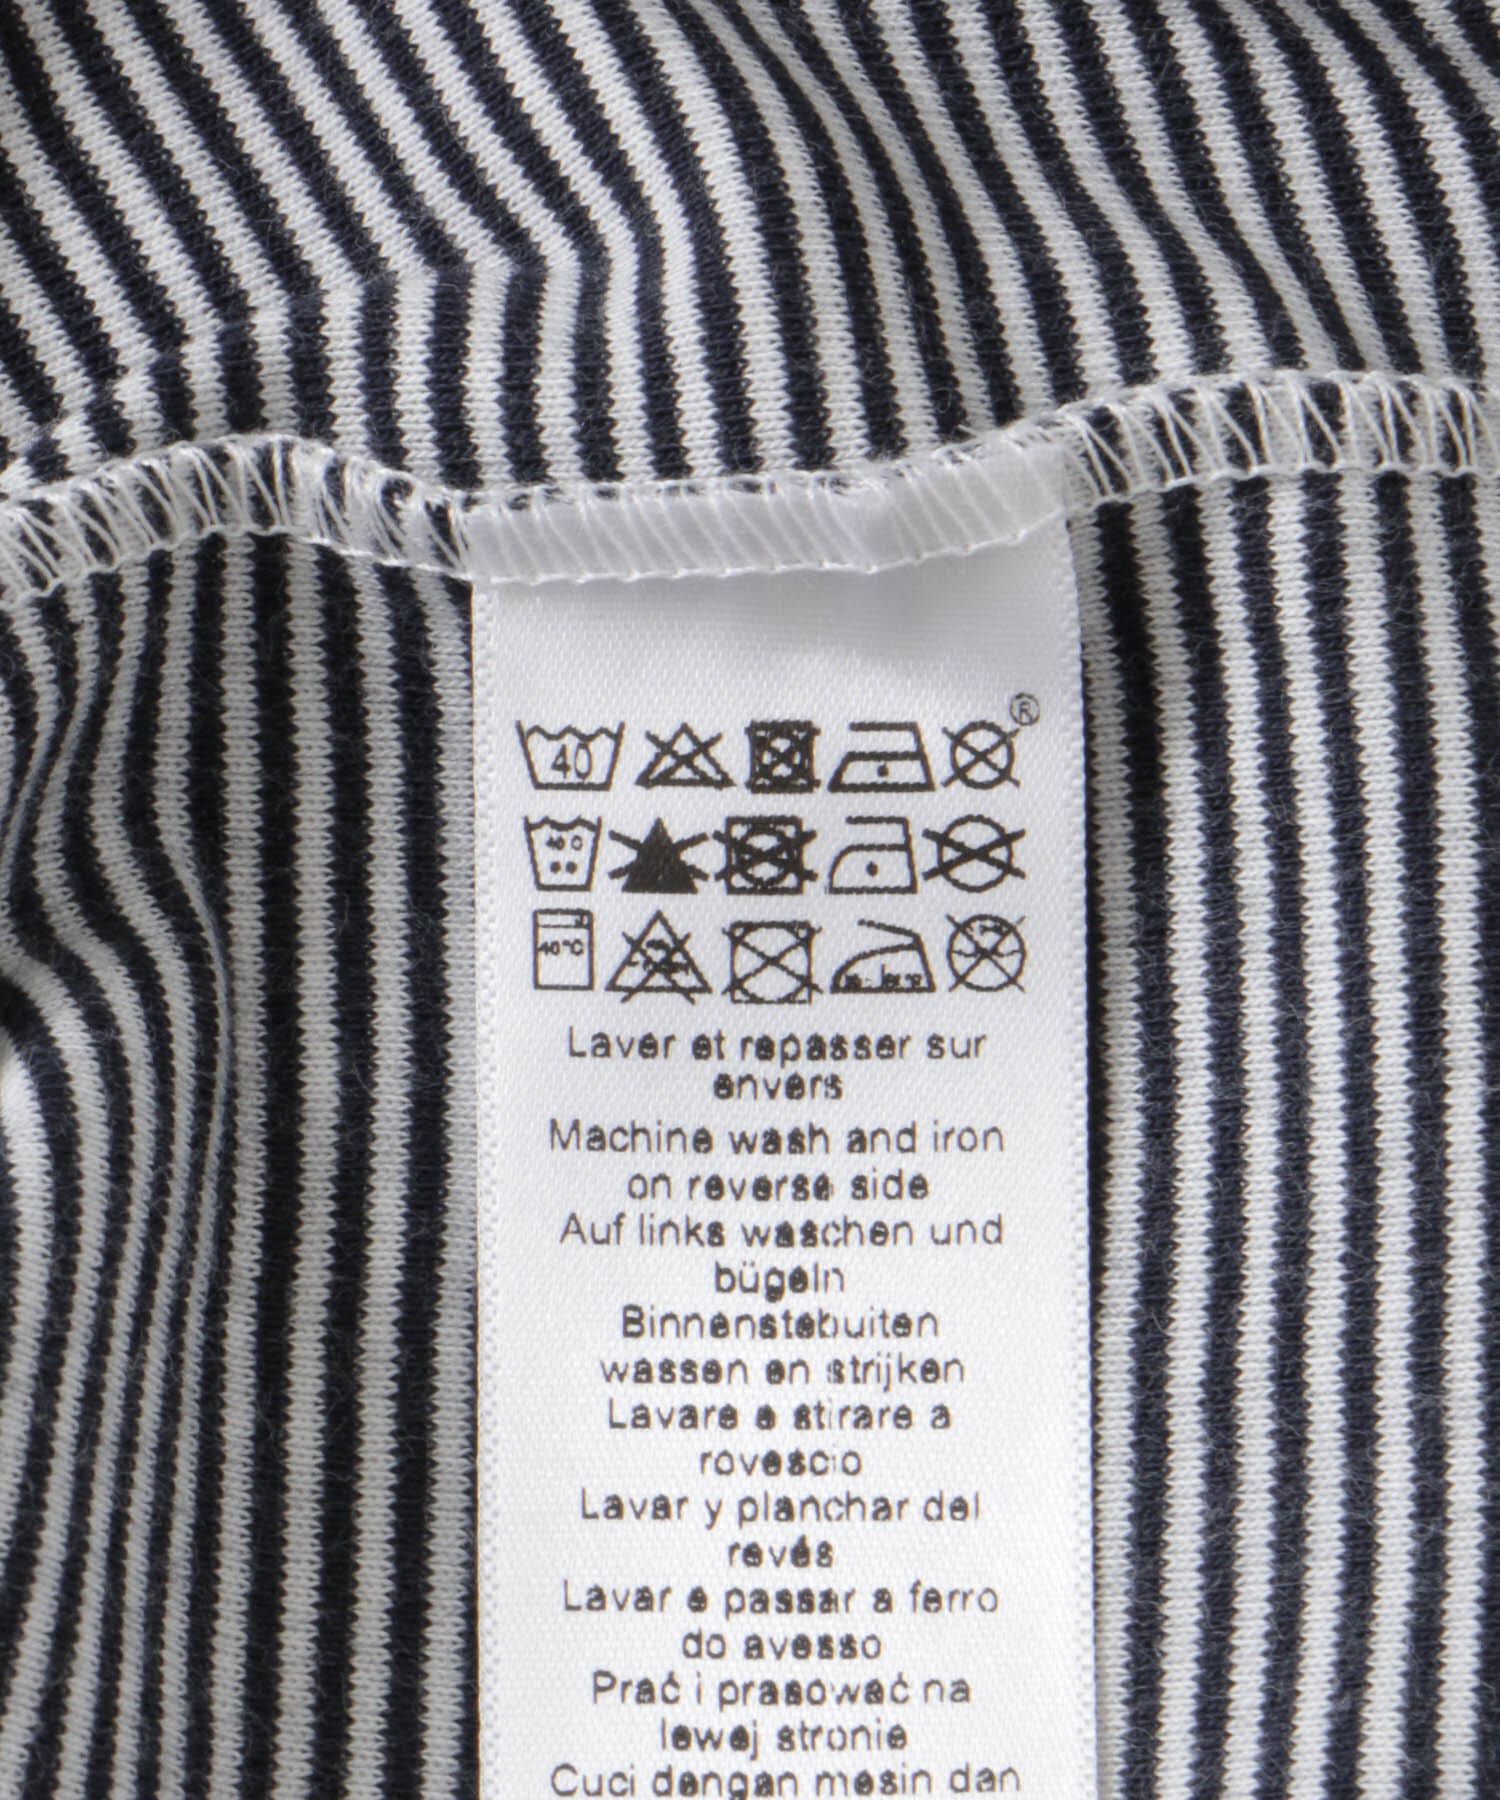 ®
40
40 C
40°C
Laver et repasser sur
envers
Machine wash and iron
on reverse side
Auf links waschen und
bügeln
Binnenstebuiten
wassen en strijken
Lavare e stirare a
rovescio
Lavar y planchar del
revés
Lavar e passar a ferro
do avesso
Prać i prasować na
lewej stronie
Cuci dengan mesin dan